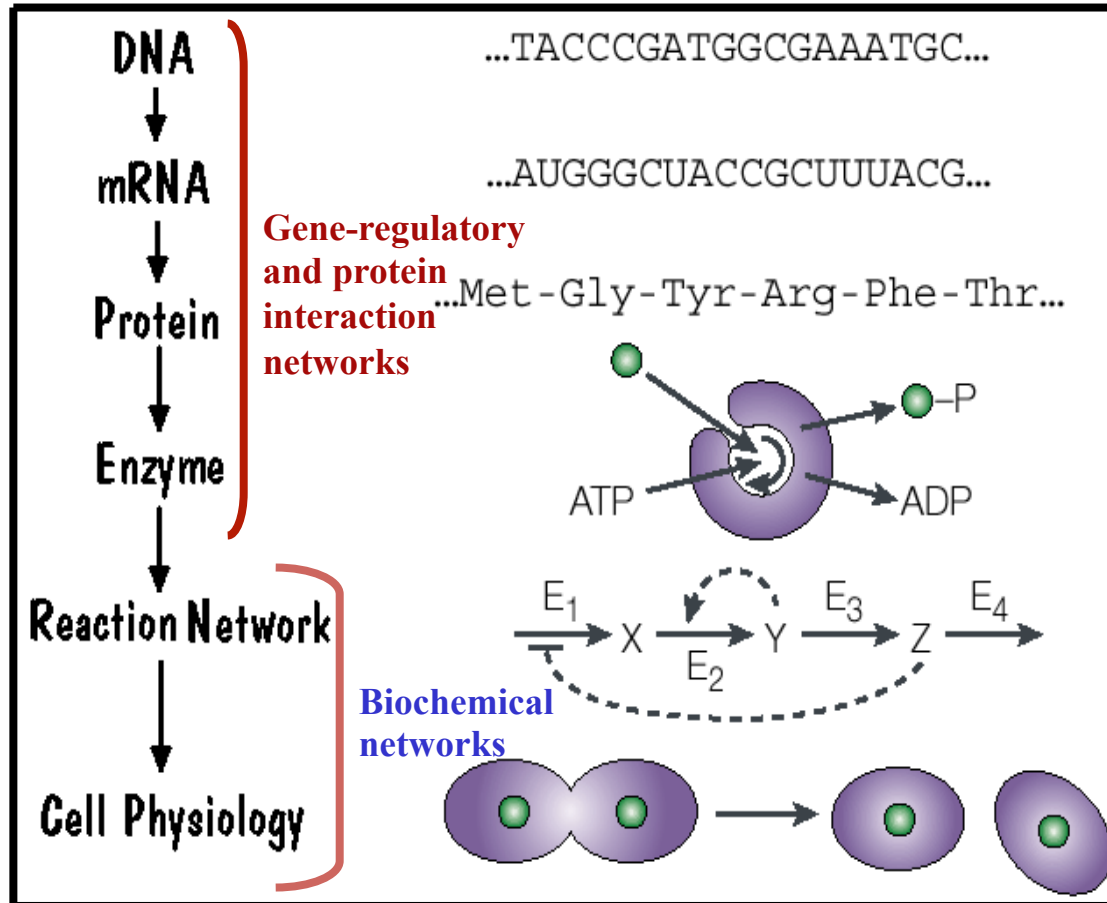 DNA
…TACCCGATGGCGAAATGC…
mRNA
…AUGGGCUACCGCUUUACG…
Gene-regulatory
and protein
interaction
networks
Protein
…Met-Gly-Tyr-Arg-Phe-Thr…
Enzyme
–P
ATP
ADP
Reaction Network
E1
X
E2
Y
E3
Z
E4
Biochemical
networks
Cell Physiology